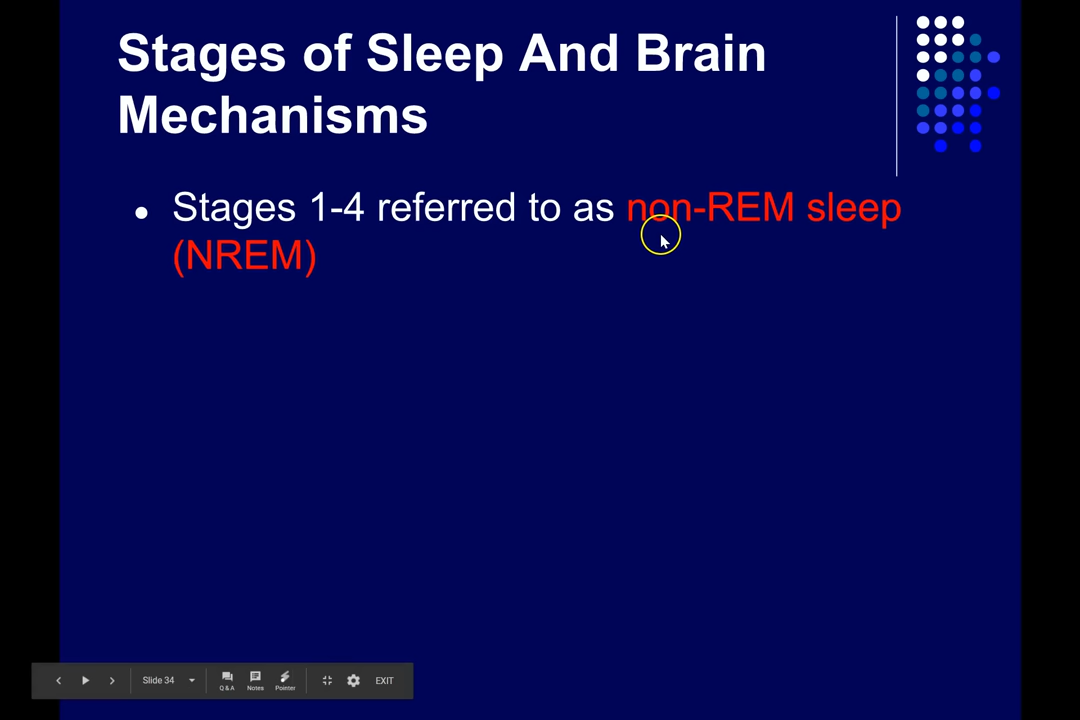 Stages of Sleep And Brain
Mechanisms
● Stages 1-4 referred to as non-REM sleep
(NREM)
Slide 34
Q & A
Notes
Pointer
EXIT